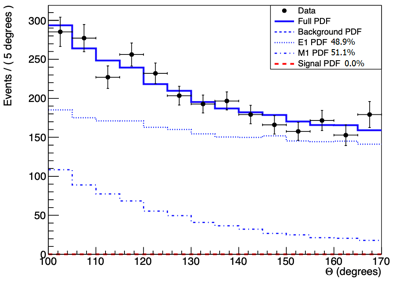 Data
Full PDF
Background PDF
E1 PDF 48.9%
M1 PDF 51.1%
Signal PDF 0.0%
Events / ( 5 degrees )
300
250
200
150
100
50
0
100 110 120 130 140 150 160 170
Θ (degrees)